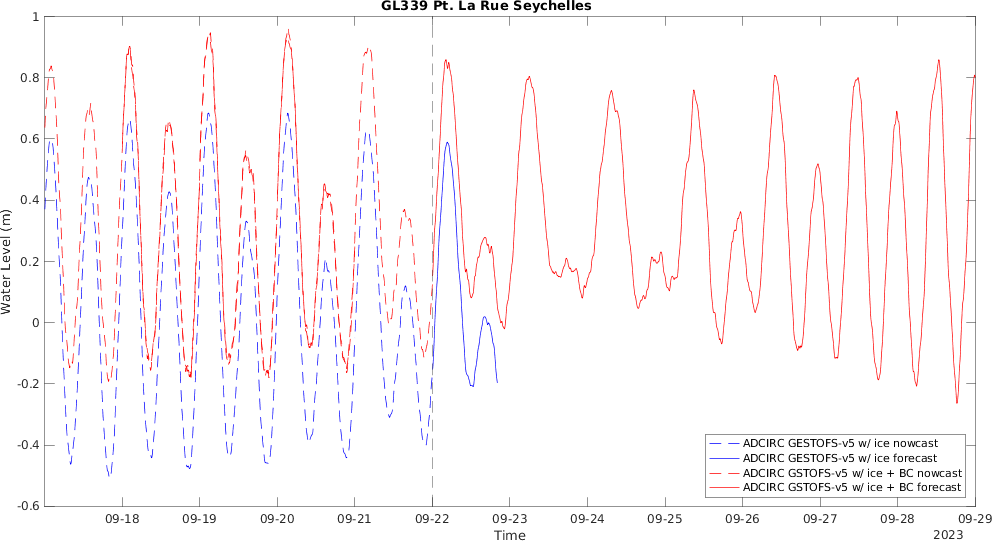 GL339 Pt. La Rue Seychelles
1
0.8
0.6
0.4
0.2
0
-0.2
-0.4
-0.6
Water Level (m)
09-18 09-19 09-20 09-21 09-22 09-23 09-24 09-25 09-26 09-27 09-28 09-29
Time
2023
ADCIRC GESTOFS-v5 w/ ice nowcast
ADCIRC GESTOFS-v5 w/ ice forecast
ADCIRC GSTOFS-v5 w/ ice + BC nowcast
ADCIRC GSTOFS-v5 w/ ice + BC forecast